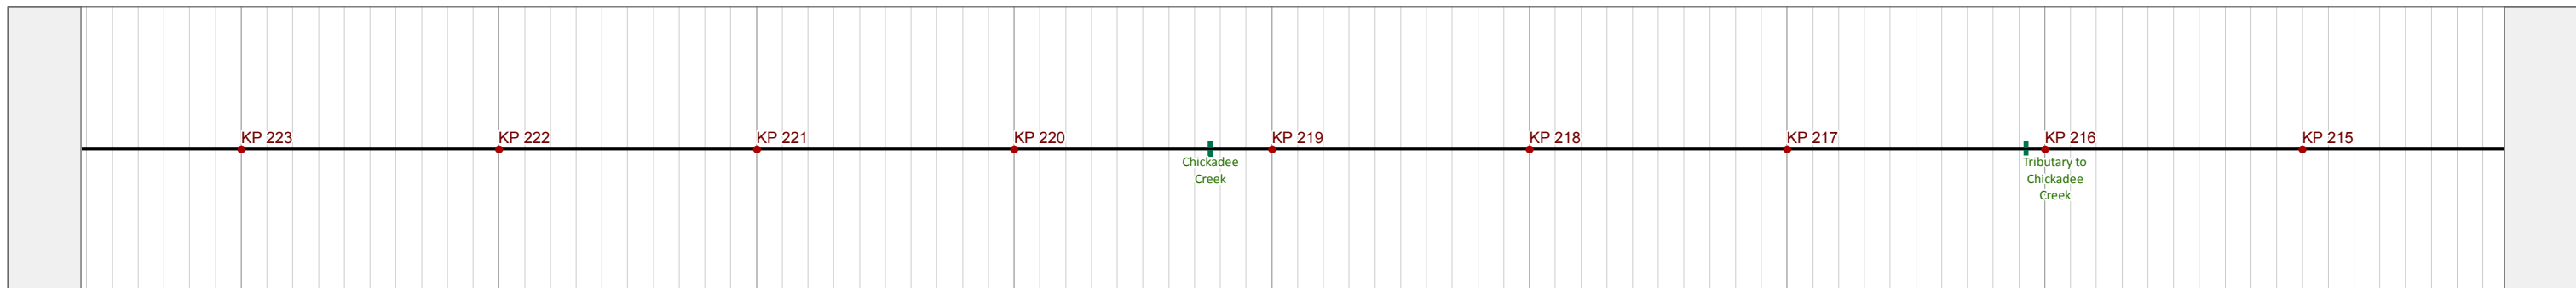 KP 223
KP 222
KP 221
KP 220
KP 219
KP 218
KP 217
KP 216
KP 215
Chickadee
Creek
Tributary to
Chickadee
Creek